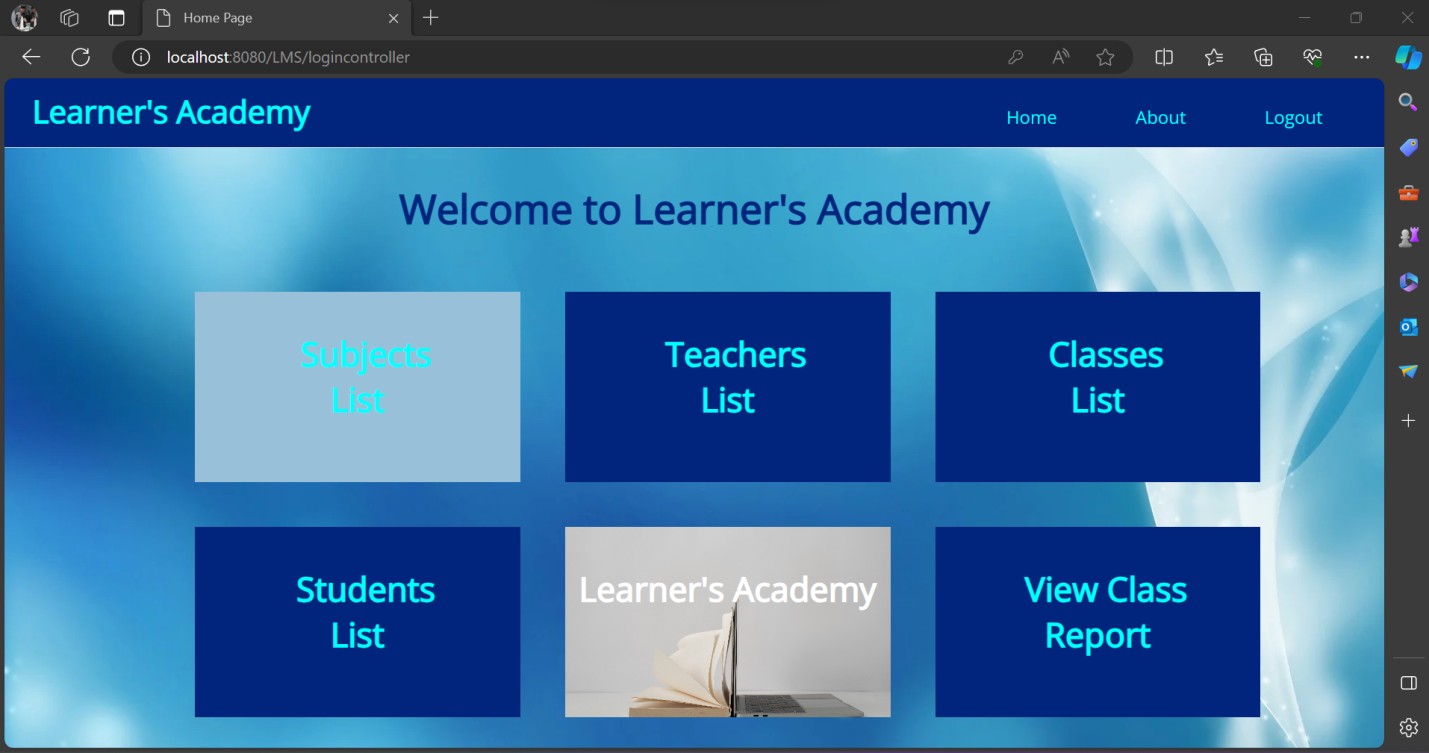 Home Page
localhost:8080/LMS/logincontroller
Learner's Academy
Home About Logout
Welcome to Learner's Academy
Subjects
List
Teachers
List
Classes
List
Students
List
Learner's Academy
View Class
Report